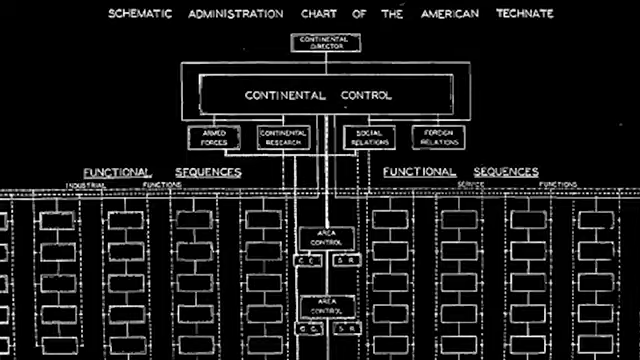 SCHEMATIC ADMINISTRATION CHART OF THE AMERICAN TECHNATE
CONTINENTAL
DIRECTOR
CONTINENTAL CONTROL
ARMED
FORCES
CONTINENTAL
RESEARCH
SOCIAL
RELATIONS
FOREIGN
RELATIONS
FUNCTIONAL SEQUENCES
INDUSTRIAL FUNCTIONS
FUNCTIONAL SEQUENCES
SERVICE FUNCTIONS
AREA
CONTROL
S. R.
AREA
CONTROL
S. R.